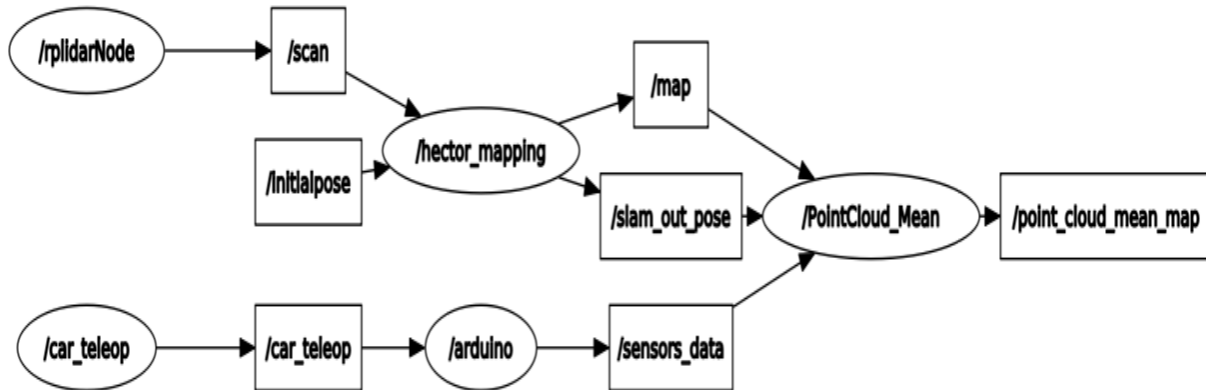 /rplidarNode
/scan
/map
/initialpose
/hector_mapping
/slam_out_pose
/PointCloud_Mean
/point_cloud_mean_map
/car_teleop
/car_teleop
/arduino
/sensors_data